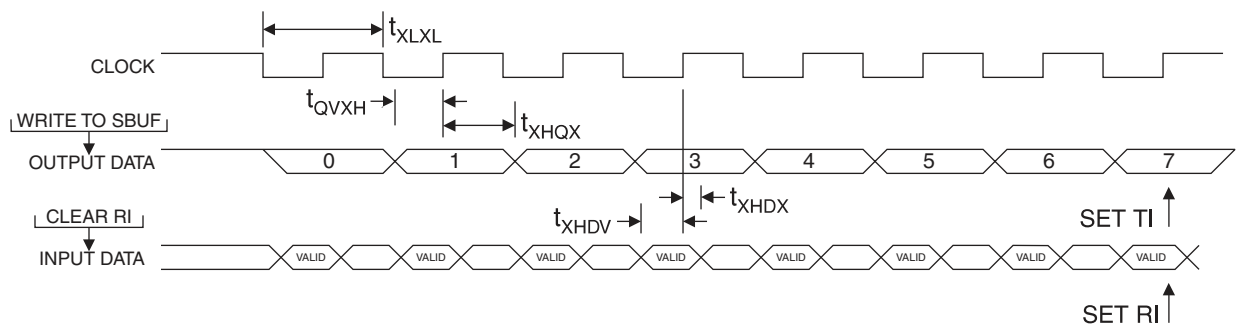 tXLXL
CLOCK
tQVXH
tXHQX
WRITE TO SBUF
OUTPUT DATA
0 1 2 3 4 5 6 7
tXHDX
tXHDV
SET TI
CLEAR RI
INPUT DATA
VALID VALID VALID VALID VALID VALID VALID VALID
SET RI